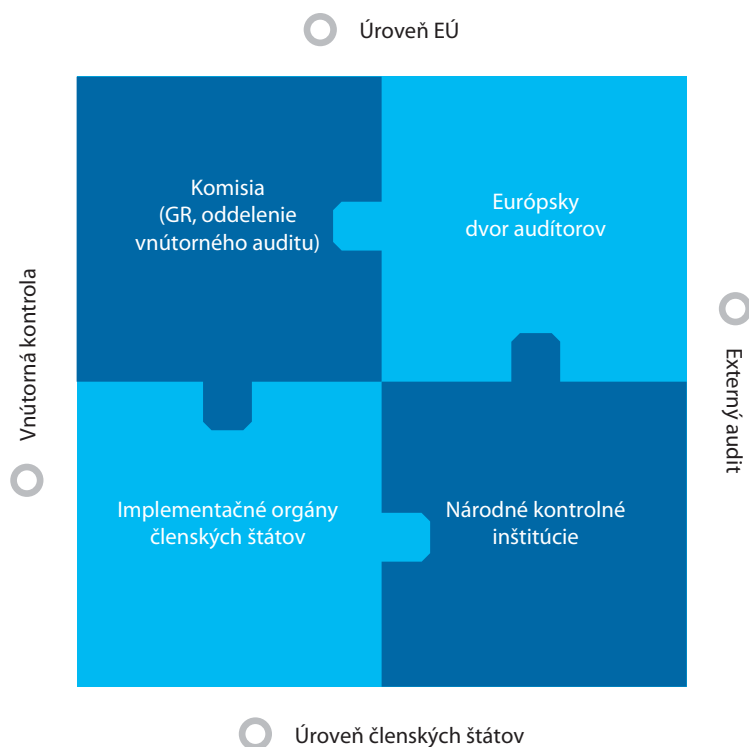 Úroveň EÚ
Komisia
(GR, oddelenie
vnútorného auditu)
Európsky
dvor audítorov
Vnútorná kontrola
Externý audit
Implementačné orgány
členských štátov
Národné kontrolné
inštitúcie
Úroveň členských štátov